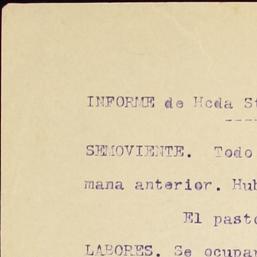 INFORME de Hcda St
SEMOVIENTE. Todo
mana anterior. Hub
El pasto
LABORES. Se ocupar